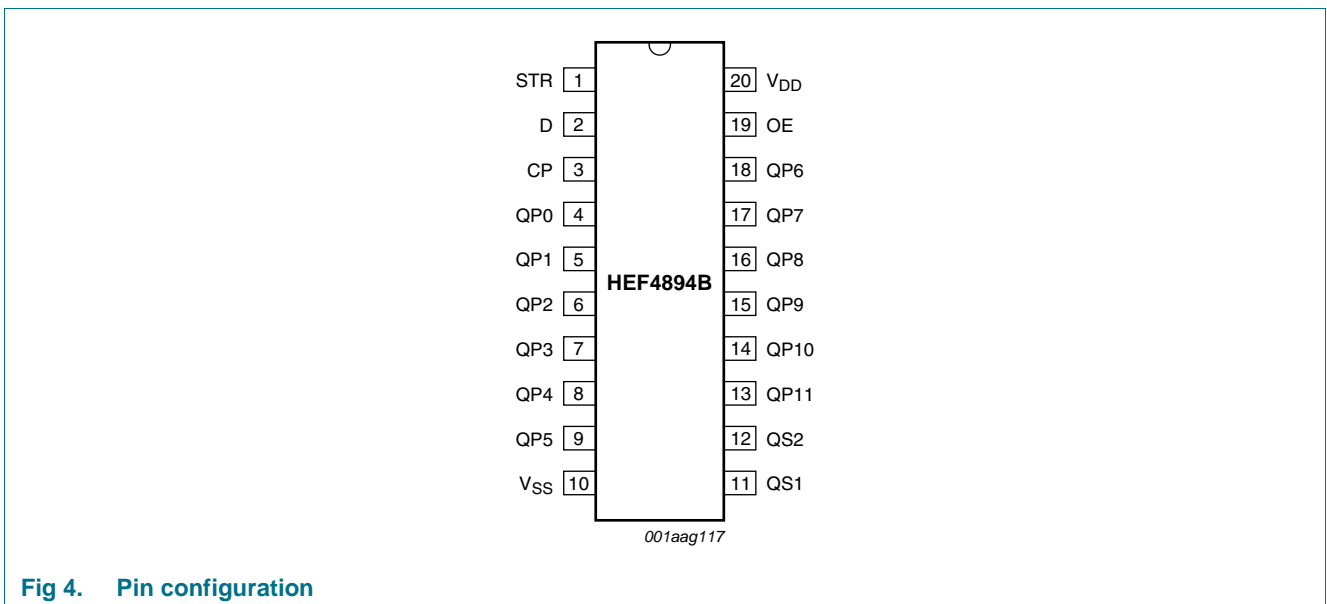 STR 1 20 VDD
D 2 19 OE
CP 3 18 QP6
QP0 4 17 QP7
QP1 5 16 QP8
QP2 6 15 QP9
HEF4894B
QP3 7 14 QP10
QP4 8 13 QP11
QP5 9 12 QS2
VSS 10 11 QS1
001aag117
Fig 4. Pin configuration